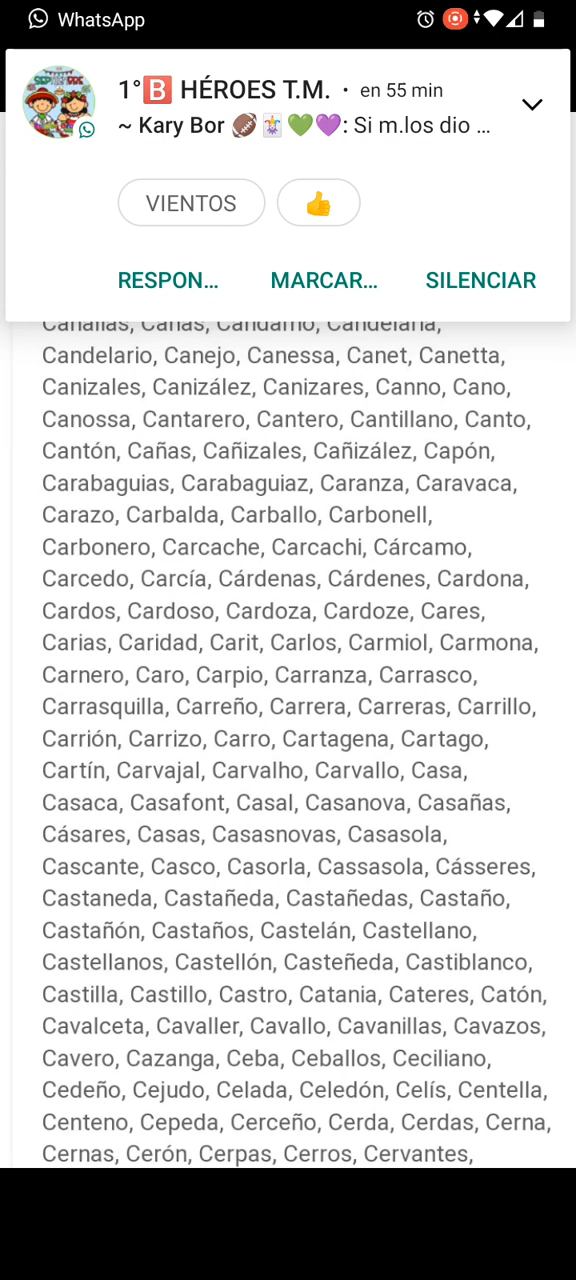 WhatsApp
1°🅱️ HÉROES T.M. · en 55 min
~ Kary Bor 🏈🃏💚💜: Si m.los dio ...
VIENTOS 👍
RESPON... MARCAR... SILENCIAR
Canallas, Canas, Candamo, Candelaria,
Candelario, Canejo, Canessa, Canet, Canetta,
Canizales, Canizález, Canizares, Canno, Cano,
Canossa, Cantarero, Cantero, Cantillano, Canto,
Cantón, Cañas, Cañizales, Cañizález, Capón,
Carabaguias, Carabaguiaz, Caranza, Caravaca,
Carazo, Carbalda, Carballo, Carbonell,
Carbonero, Carcache, Carcachi, Cárcamo,
Carcedo, Carcía, Cárdenas, Cárdenes, Cardona,
Cardos, Cardoso, Cardoza, Cardoze, Cares,
Carias, Caridad, Carit, Carlos, Carmiol, Carmona,
Carnero, Caro, Carpio, Carranza, Carrasco,
Carrasquilla, Carreño, Carrera, Carreras, Carrillo,
Carrión, Carrizo, Carro, Cartagena, Cartago,
Cartín, Carvajal, Carvalho, Carvallo, Casa,
Casaca, Casafont, Casal, Casanova, Casañas,
Cásares, Casas, Casasnovas, Casasola,
Cascante, Casco, Casorla, Cassasola, Cásseres,
Castaneda, Castañeda, Castañedas, Castaño,
Castañón, Castaños, Castelán, Castellano,
Castellanos, Castellón, Casteñeda, Castiblanco,
Castilla, Castillo, Castro, Catania, Cateres, Catón,
Cavalceta, Cavaller, Cavallo, Cavanillas, Cavazos,
Cavero, Cazanga, Ceba, Ceballos, Ceciliano,
Cedeño, Cejudo, Celada, Celedón, Celís, Centella,
Centeno, Cepeda, Cerceño, Cerda, Cerdas, Cerna,
Cernas, Cerón, Cerpas, Cerros, Cervantes,